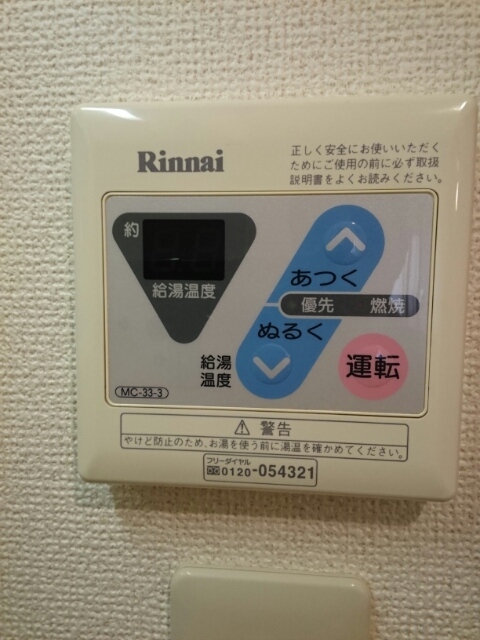 Rinnai
正しく安全にお使いいただく
ためにご使用の前に必ず取扱
説明書をよくお読みください。
約
給湯温度
あつく
優先 燃焼
ぬるく
給湯
温度
運転
MC-33-3
⚠ 警告
やけど防止のため、お湯を使う前に湯温を確かめてください。
フリーダイヤル
0120-054321